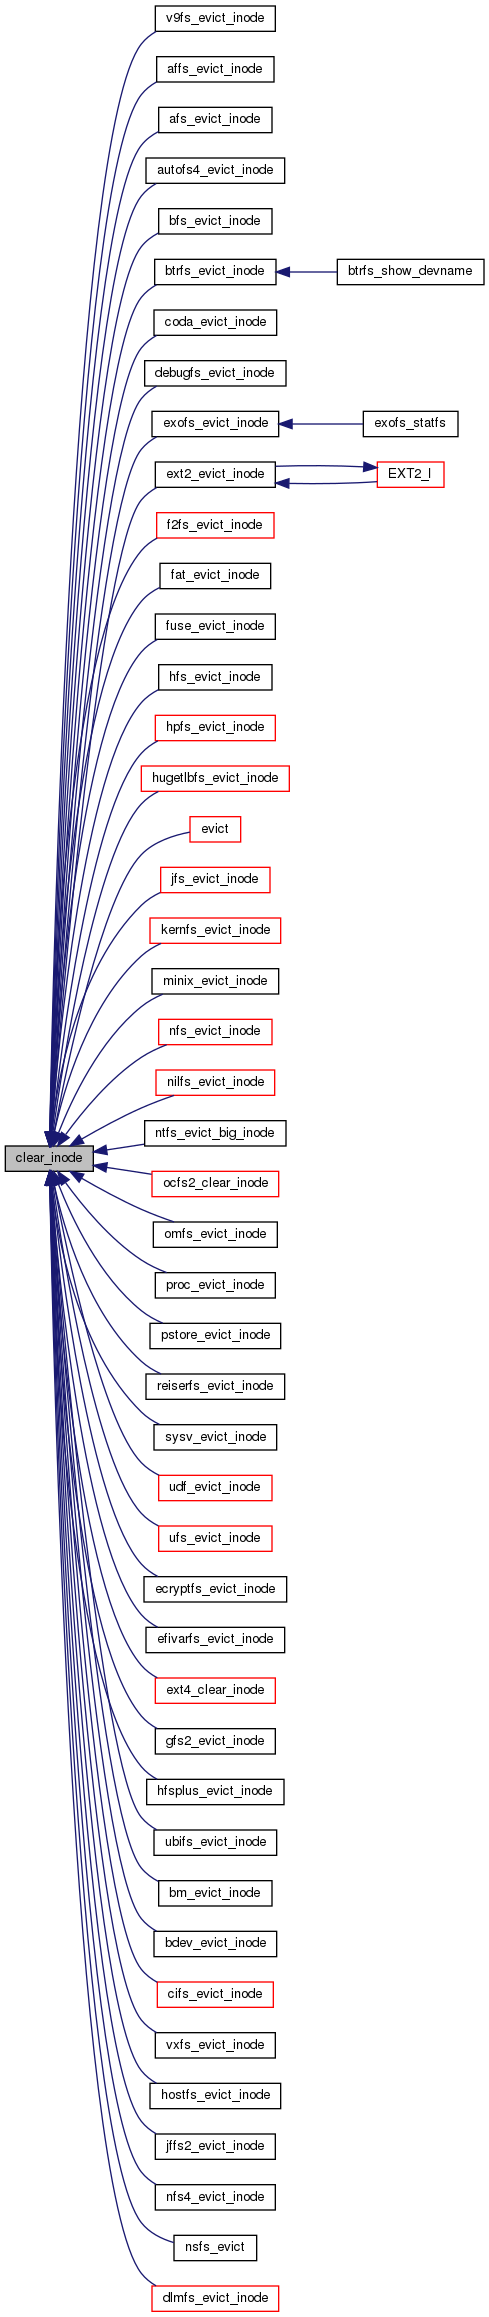 v9fs_evict_inode
affs_evict_inode
afs_evict_inode
autofs4_evict_inode
bfs_evict_inode
btrfs_evict_inode
btrfs_show_devname
coda_evict_inode
debugfs_evict_inode
exofs_evict_inode
exofs_statfs
ext2_evict_inode
EXT2_I
f2fs_evict_inode
fat_evict_inode
fuse_evict_inode
hfs_evict_inode
hpfs_evict_inode
hugetlbfs_evict_inode
evict
jfs_evict_inode
kernfs_evict_inode
minix_evict_inode
nfs_evict_inode
nilfs_evict_inode
ntfs_evict_big_inode
clear_inode
ocfs2_clear_inode
omfs_evict_inode
proc_evict_inode
pstore_evict_inode
reiserfs_evict_inode
sysv_evict_inode
udf_evict_inode
ufs_evict_inode
ecryptfs_evict_inode
efivarfs_evict_inode
ext4_clear_inode
gfs2_evict_inode
hfsplus_evict_inode
ubifs_evict_inode
bm_evict_inode
bdev_evict_inode
cifs_evict_inode
vxfs_evict_inode
hostfs_evict_inode
jffs2_evict_inode
nfs4_evict_inode
nsfs_evict
dlmfs_evict_inode